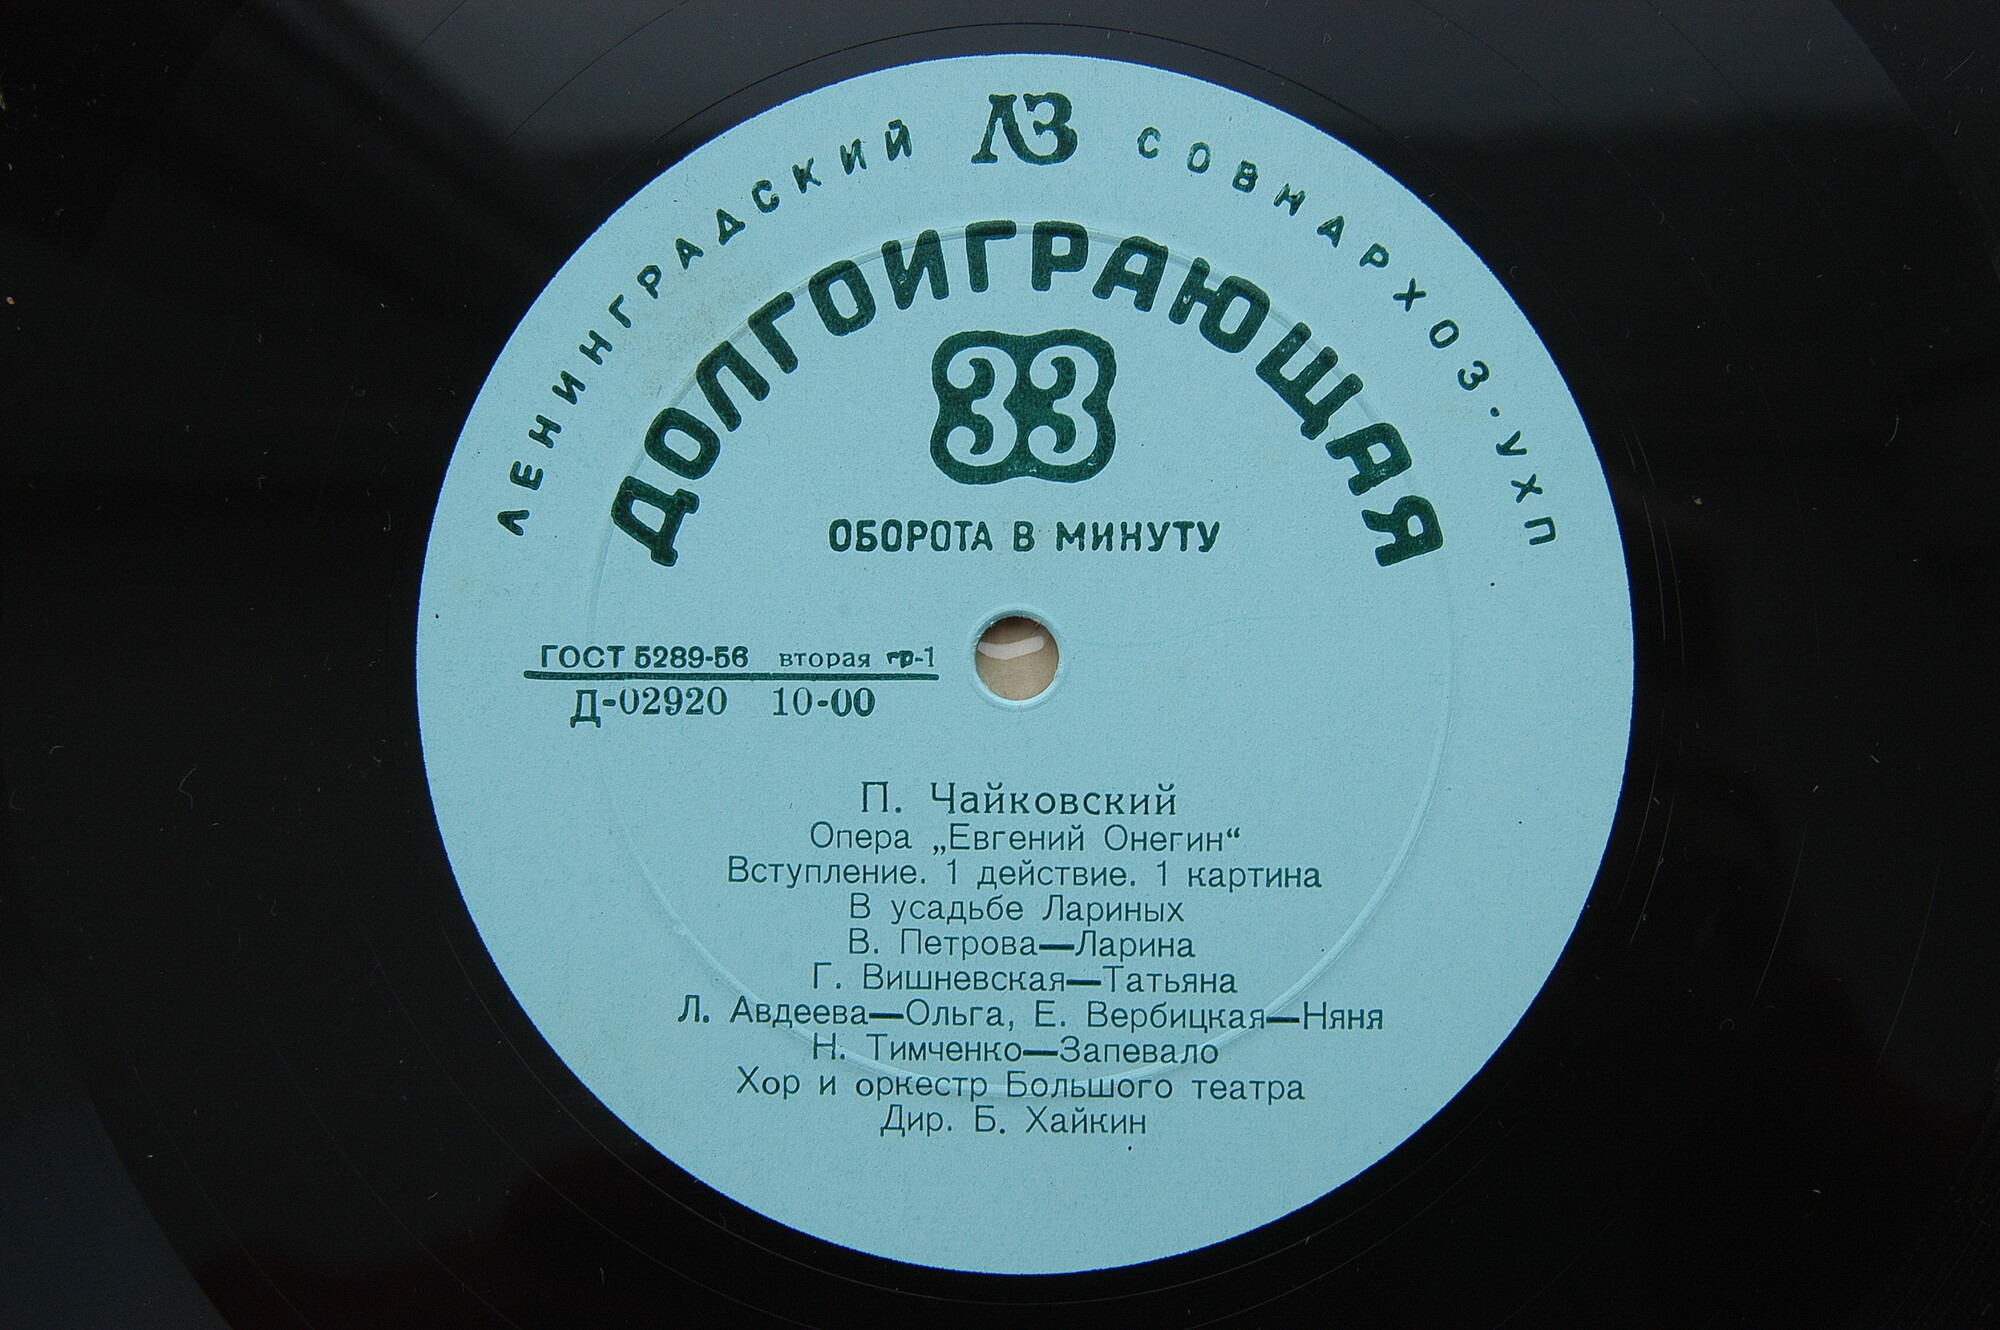 ЛЕНИНГРАДСКИЙ ЛЗ СОВНАРХОЗ·УХП
ДОЛГОИГРАЮЩАЯ
33
ОБОРОТА В МИНУТУ
ГОСТ 5289-56 вторая гр-1
Д-02920 10-00
П. Чайковский
Опера „Евгений Онегин“
Вступление. 1 действие. 1 картина
В усадьбе Лариных
В. Петрова—Ларина
Г. Вишневская—Татьяна
Л. Авдеева—Ольга, Е. Вербицкая—Няня
Н. Тимченко—Запевало
Хор и оркестр Большого театра
Дир. Б. Хайкин